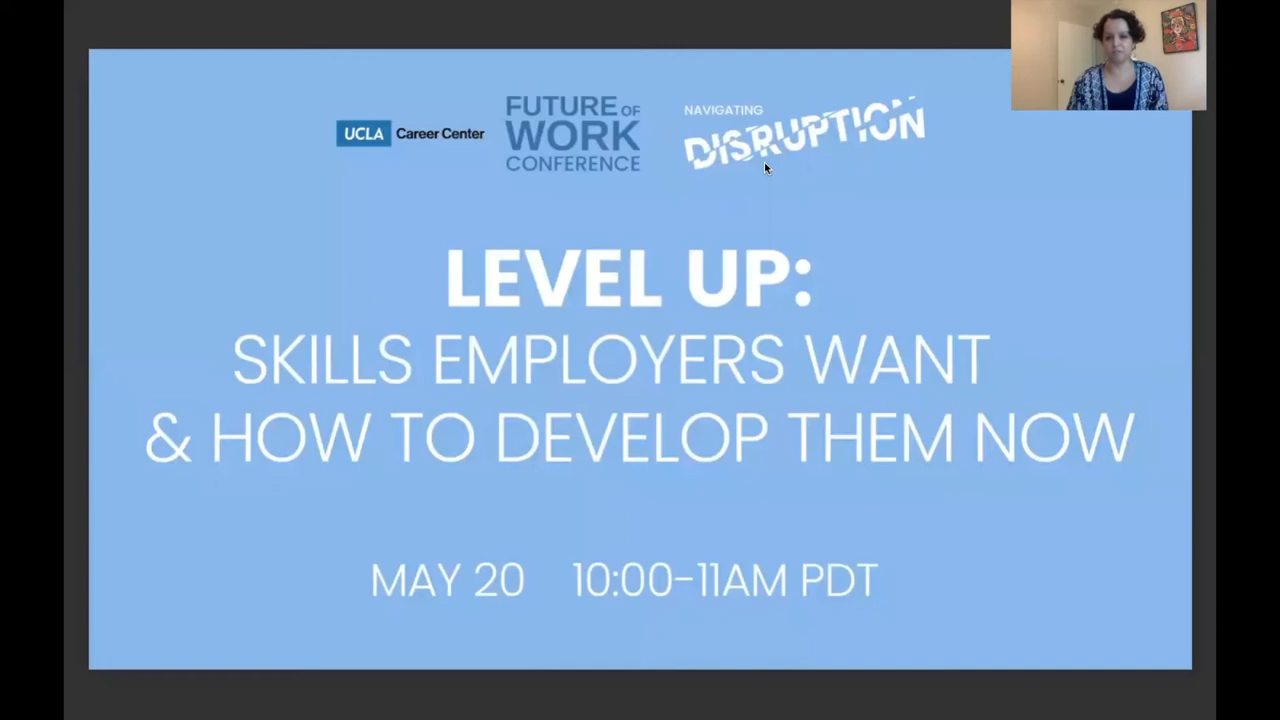 UCLA Career Center
FUTURE OF
WORK
CONFERENCE
NAVIGATING
DISRUPTION
LEVEL UP:
SKILLS EMPLOYERS WANT
& HOW TO DEVELOP THEM NOW
MAY 20 10:00-11AM PDT